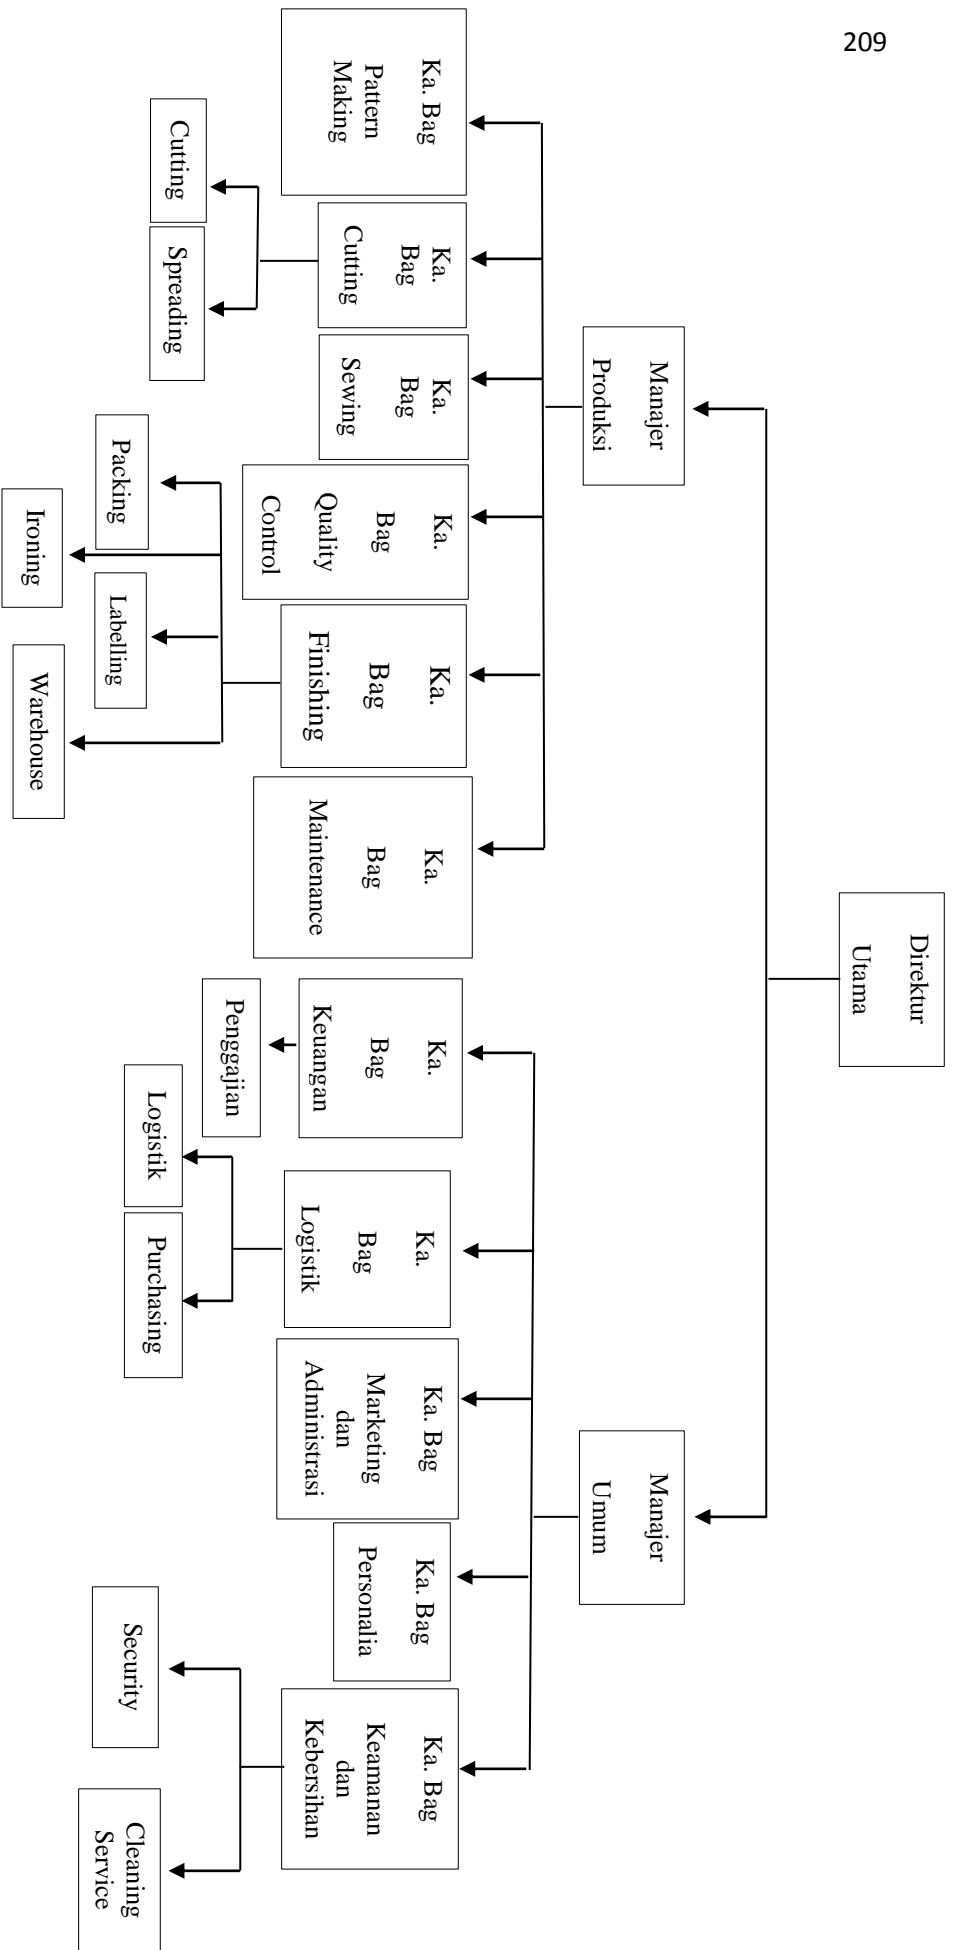 209
Direktur
Utama
Manajer
Produksi
Manajer
Umum
Ka. Bag
Pattern
Making
Ka.
Bag
Cutting
Ka.
Bag
Sewing
Ka.
Bag
Quality
Control
Ka.
Bag
Finishing
Ka.
Bag
Maintenance
Ka.
Bag
Keuangan
Ka.
Bag
Logistik
Ka. Bag
Marketing
dan
Administrasi
Ka. Bag
Personalia
Ka. Bag
Keamanan
dan
Kebersihan
Cutting
Spreading
Packing
Ironing
Labelling
Warehouse
Penggajian
Logistik
Purchasing
Security
Cleaning
Service